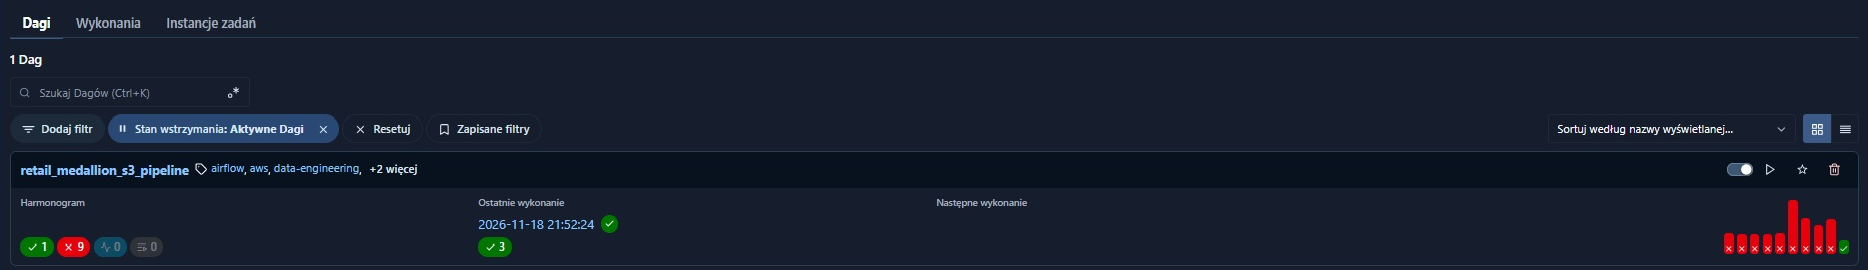 Dagi Wykonania Instancje zadań
1 Dag
Szukaj Dagów (Ctrl+K) .*
Dodaj filtr Stan wstrzymania: Aktywne Dagi Resetuj Zapisane filtry Sortuj według nazwy wyświetlanej...
retail_medallion_s3_pipeline airflow, aws, data-engineering, +2 więcej
Harmonogram Ostatnie wykonanie Następne wykonanie
2026-11-18 21:52:24
1 9 0 0 3